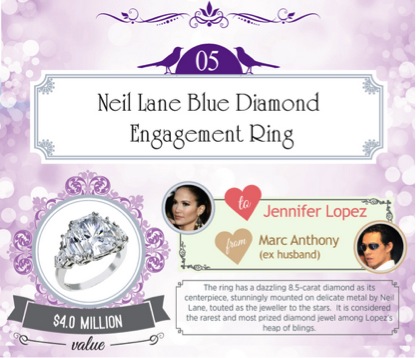 05
Neil Lane Blue Diamond
Engagement Ring
to
Jennifer Lopez
from
Marc Anthony
(ex husband)
$4.0 MILLION
value
The ring has a dazzling 8.5-carat diamond as its
centerpiece, stunningly mounted on delicate metal by Neil
Lane, touted as the jeweller to the stars. It is considered
the rarest and most prized diamond jewel among Lopez's
heap of blings.